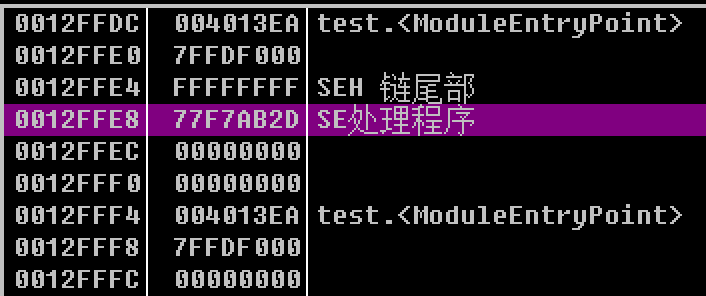 0012FFDC 004013EA test.<ModuleEntryPoint>
0012FFE0 7FFDF000
0012FFE4 FFFFFFFF SEH 链尾部
0012FFE8 77F7AB2D SE处理程序
0012FFEC 00000000
0012FFF0 00000000
0012FFF4 004013EA test.<ModuleEntryPoint>
0012FFF8 7FFDF000
0012FFFC 00000000